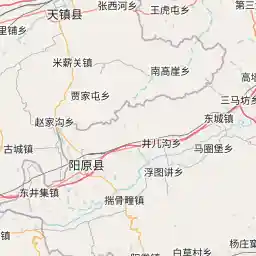 张西河乡
王虎屯乡
第三
天镇县
里铺乡
米薪关镇
南高崖乡
高
贾家屯乡
三马坊乡
赵家沟乡
东城镇
井儿沟乡
古城镇
马圈堡乡
阳原县
浮图讲乡
东井集镇
揣骨疃镇
杨庄窠
白草村乡